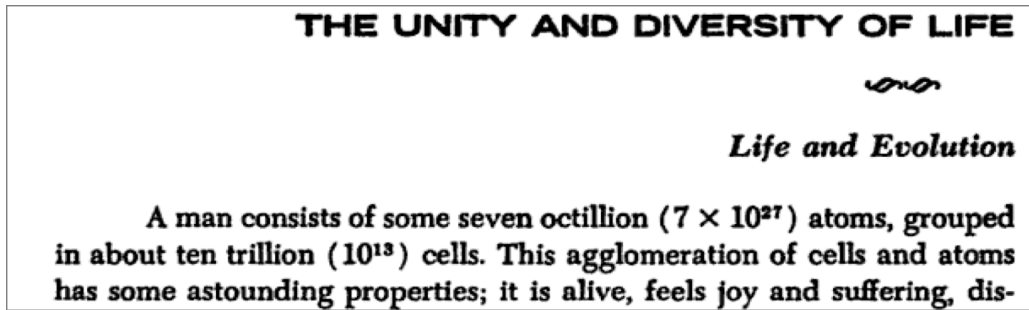 THE UNITY AND DIVERSITY OF LIFE
Life and Evolution
A man consists of some seven octillion (7 × 10²⁷) atoms, grouped
in about ten trillion (10¹³) cells. This agglomeration of cells and atoms
has some astounding properties; it is alive, feels joy and suffering, dis-